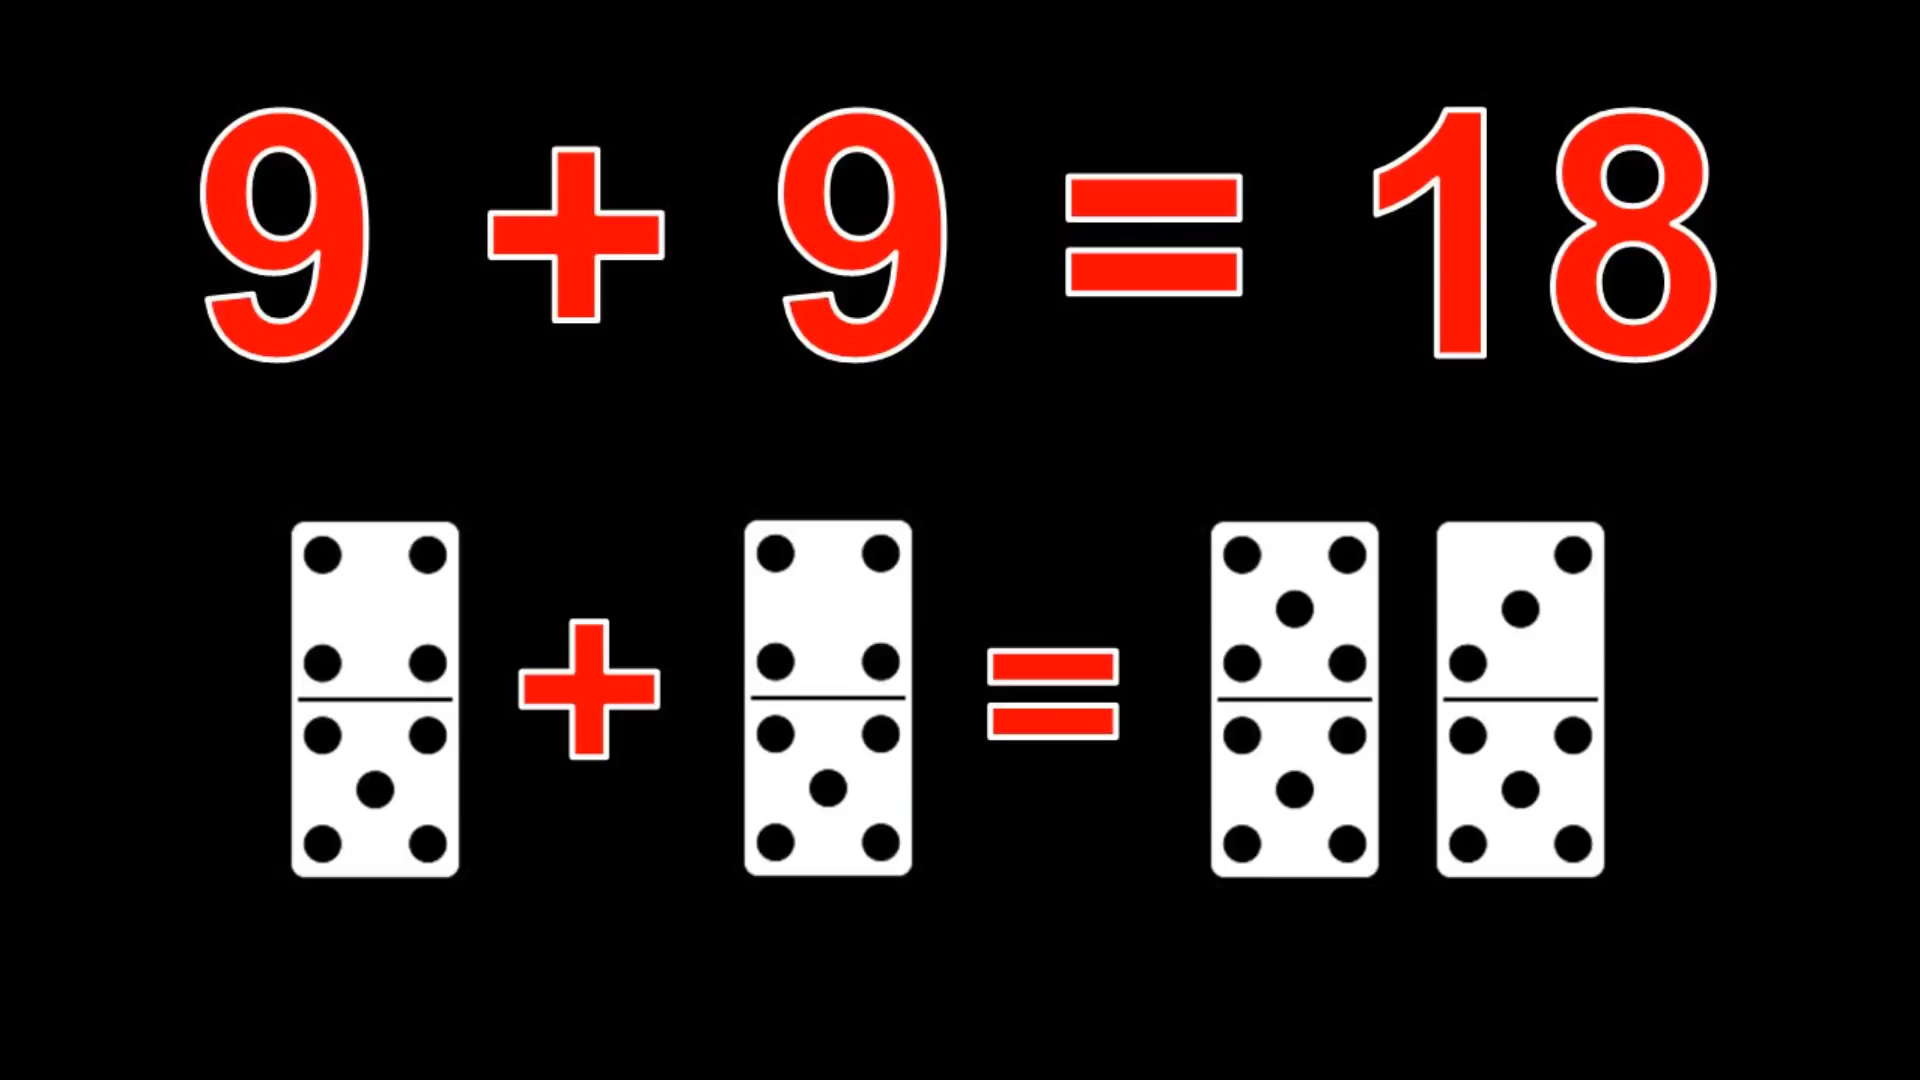 9 + 9 = 18
+ =